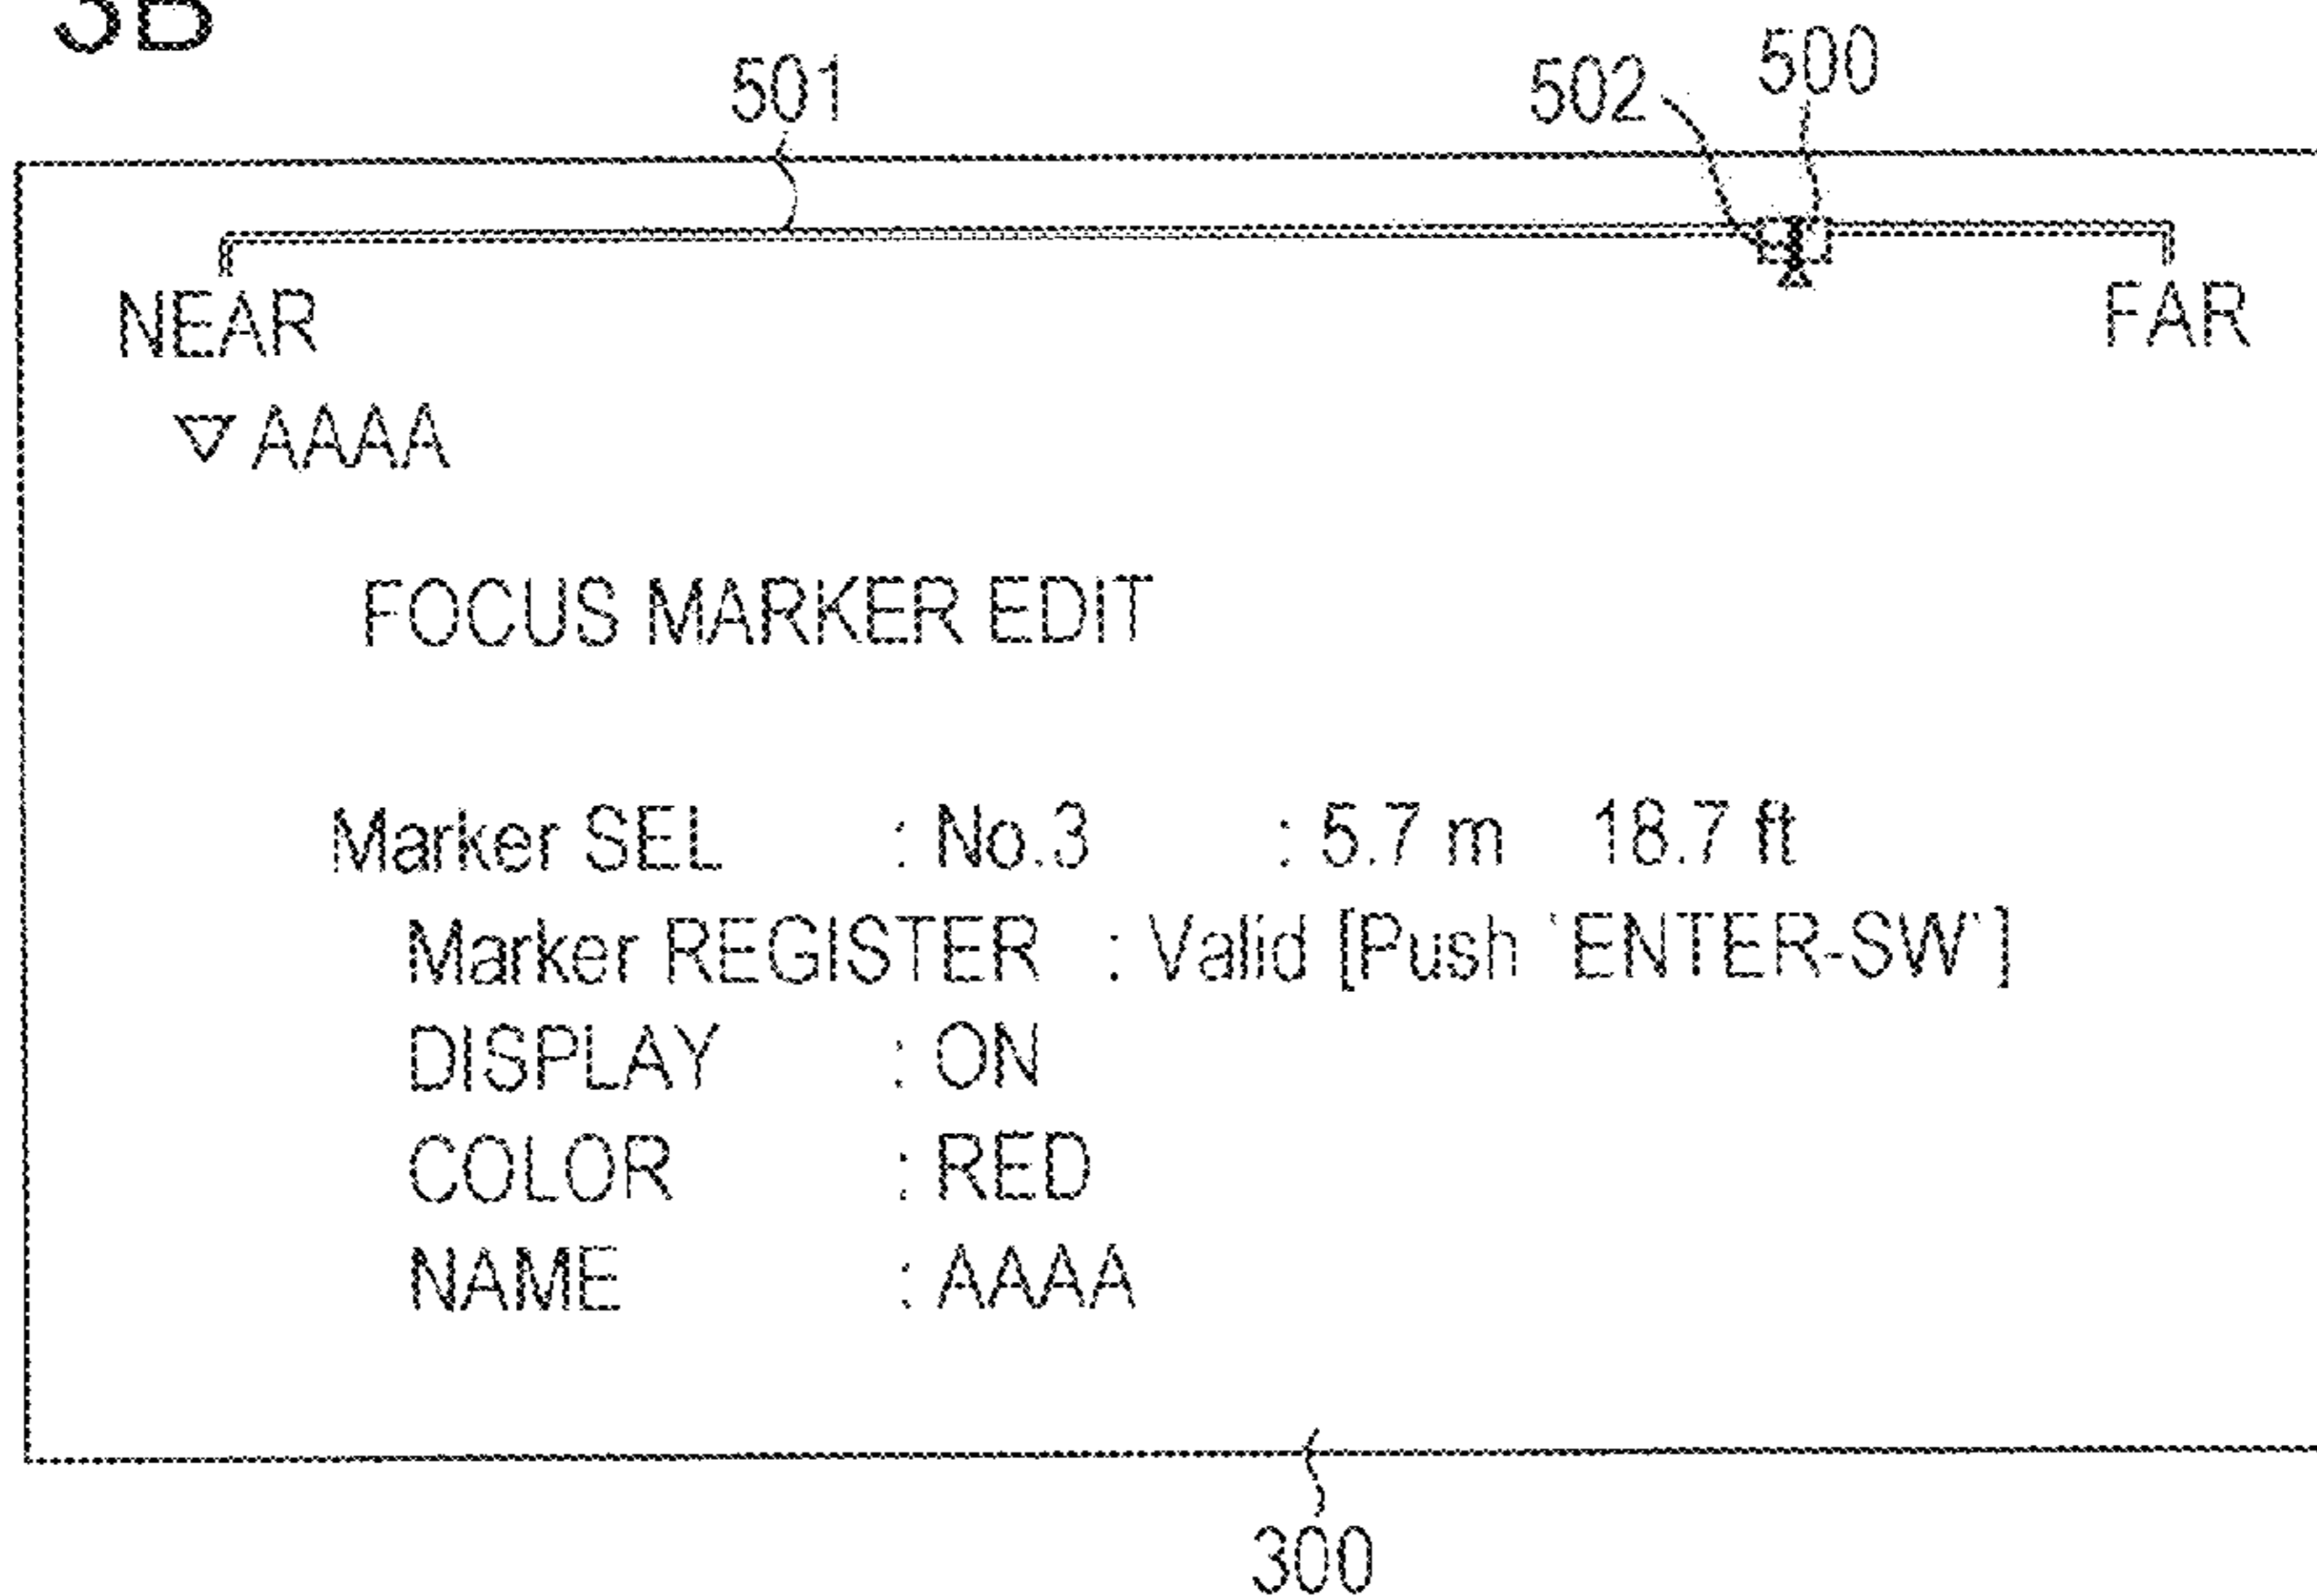 3B
501 502 500
NEAR FAR
▽ AAAA
FOCUS MARKER EDIT
Marker SEL : No.3 : 5.7 m 18.7 ft
Marker REGISTER : Valid [Push 'ENTER-SW']
DISPLAY : ON
COLOR : RED
NAME : AAAA
300